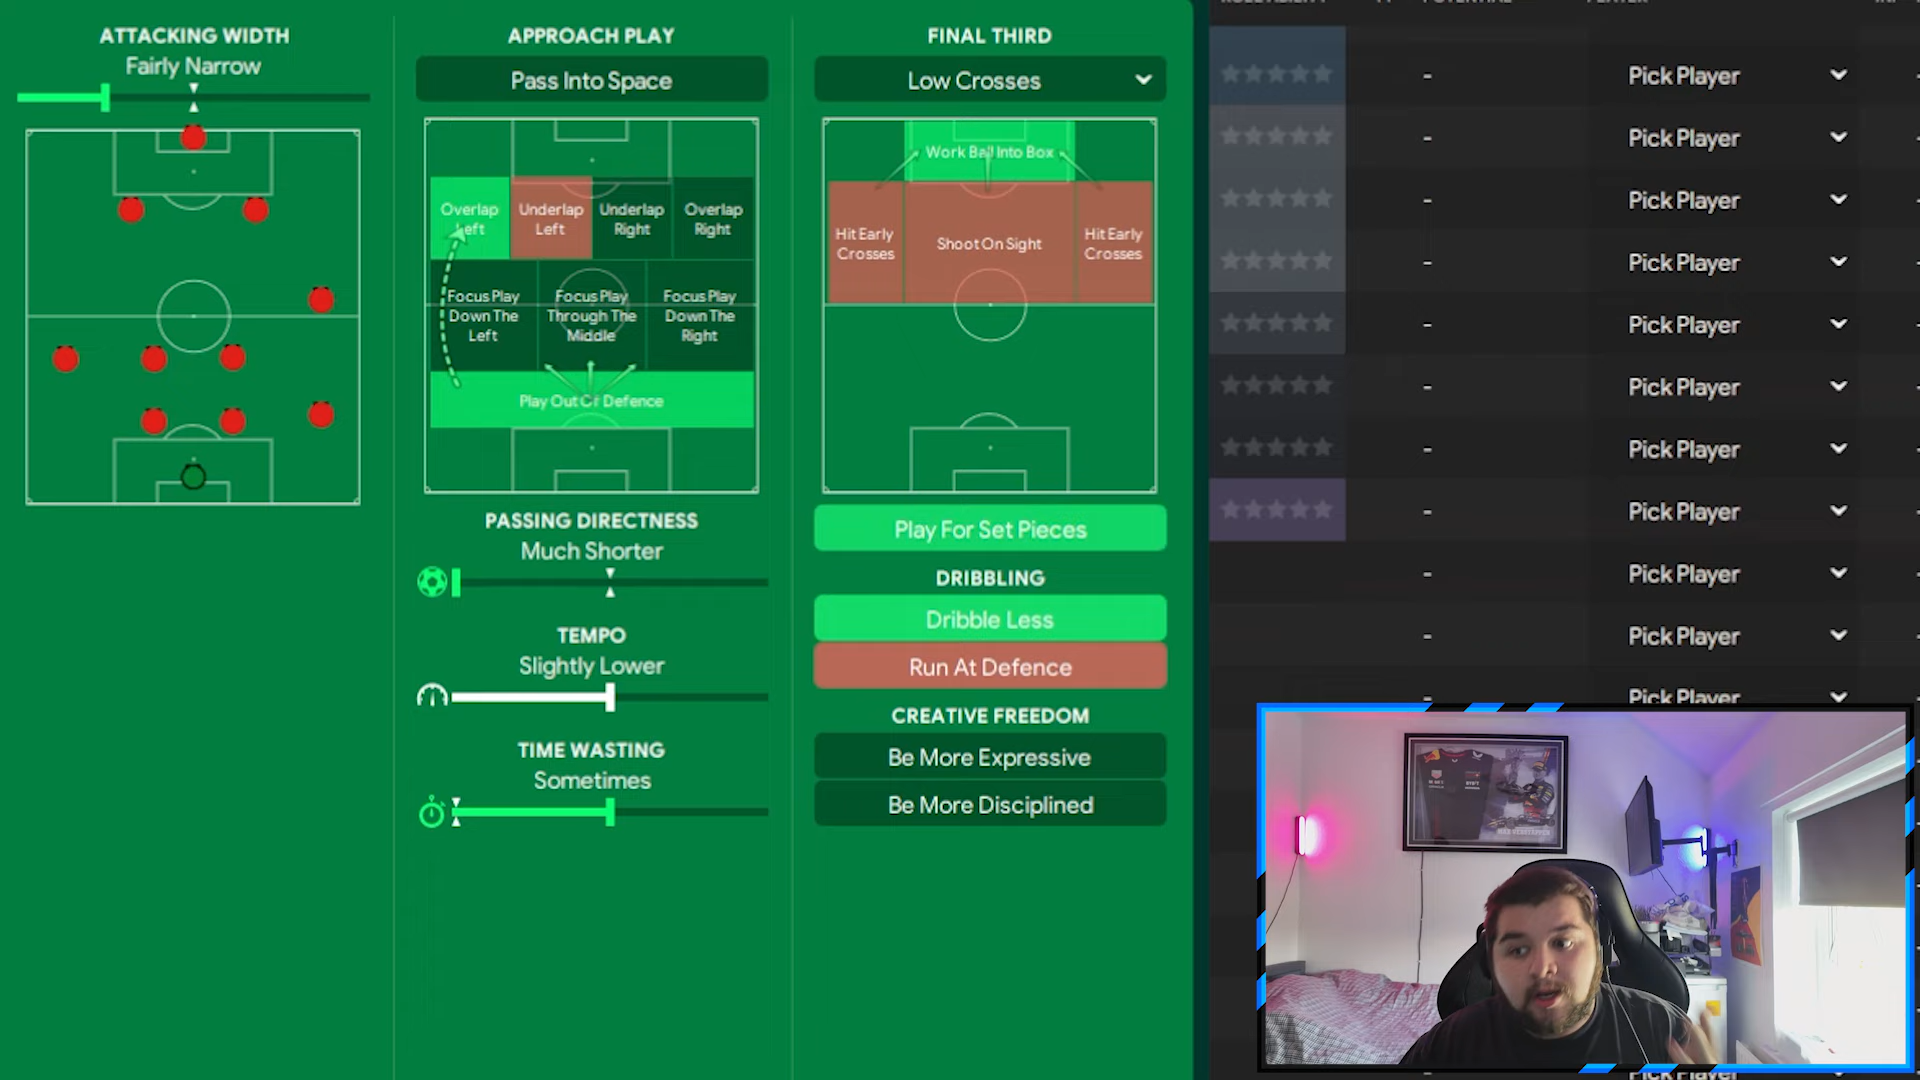 ATTACKING WIDTH
Fairly Narrow
APPROACH PLAY
Pass Into Space
Overlap
Left
Underlap
Left
Underlap
Right
Overlap
Right
Focus Play
Down The
Left
Focus Play
Through The
Middle
Focus Play
Down The
Right
Play Out Of Defence
PASSING DIRECTNESS
Much Shorter
TEMPO
Slightly Lower
TIME WASTING
Sometimes
FINAL THIRD
Low Crosses
Work Ball Into Box
Hit Early
Crosses
Shoot On Sight
Hit Early
Crosses
Play For Set Pieces
DRIBBLING
Dribble Less
Run At Defence
CREATIVE FREEDOM
Be More Expressive
Be More Disciplined
- Pick Player
- Pick Player
- Pick Player
- Pick Player
- Pick Player
- Pick Player
- Pick Player
- Pick Player
- Pick Player
- Pick Player
- Pick Player
MAX VERSTAPPEN
Pick Player